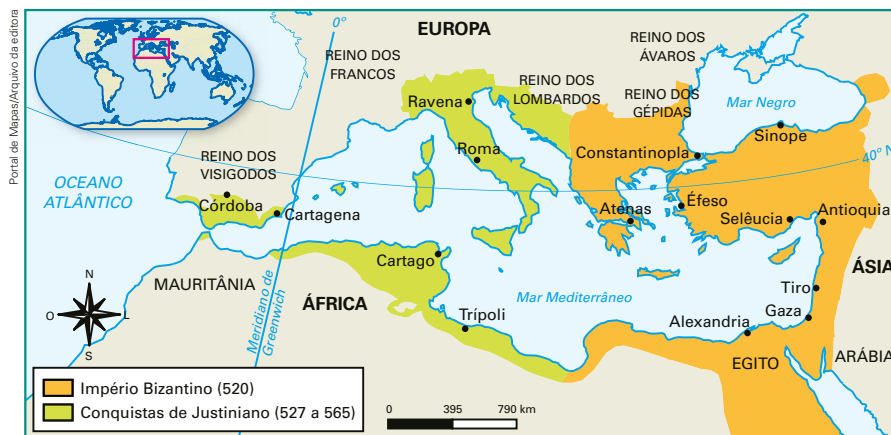 Portal de Mapas/Arquivo da editora
0°
EUROPA
REINO DOS
FRANCOS
REINO DOS
ÁVAROS
REINO DOS
LOMBARDOS
REINO DOS
GÉPIDAS
Mar Negro
Ravena
Sinope
Constantinopla
40° N
Roma
REINO DOS
VISIGODOS
OCEANO
ATLÂNTICO
Córdoba
Cartagena
Atenas
Éfeso
Selêucia
Antioquia
Cartago
ÁSIA
MAURITÂNIA
Meridiano de
Greenwich
ÁFRICA
Mar Mediterrâneo
Tiro
Trípoli
Alexandria
Gaza
EGITO
ARÁBIA
N
O
L
S
Império Bizantino (520)
Conquistas de Justiniano (527 a 565)
0 395 790 km